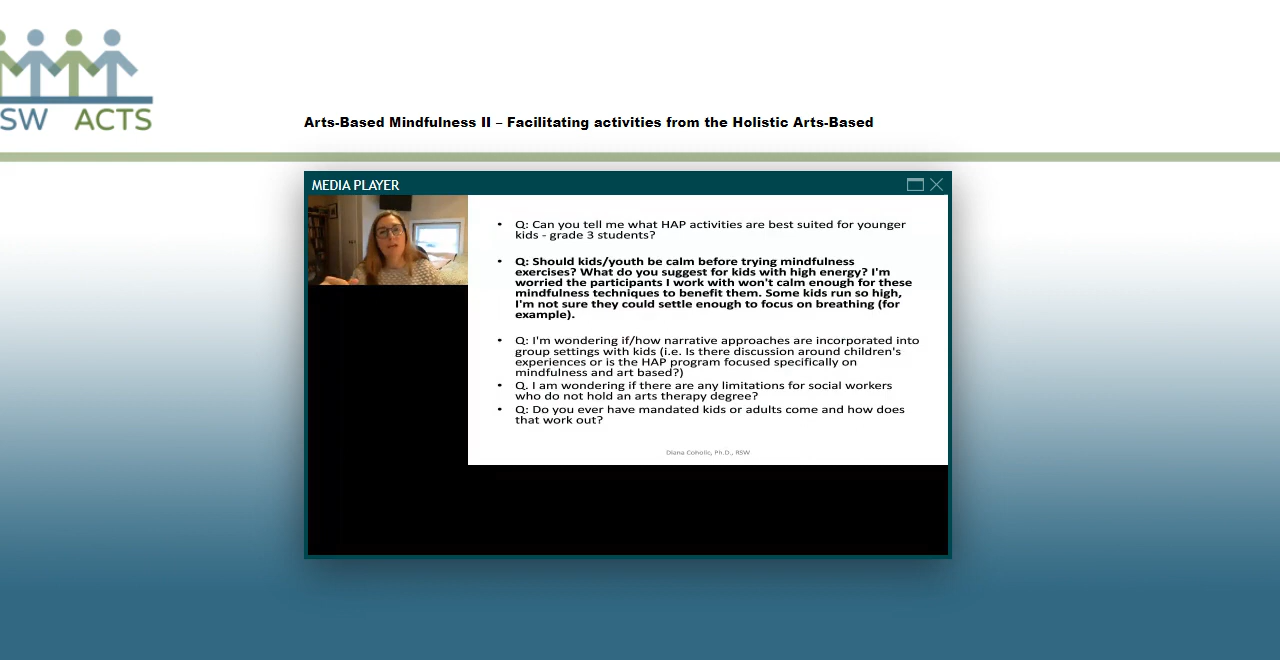 SW ACTS
Arts-Based Mindfulness II – Facilitating activities from the Holistic Arts-Based
MEDIA PLAYER
• Q: Can you tell me what HAP activities are best suited for younger
kids - grade 3 students?
• Q: Should kids/youth be calm before trying mindfulness
exercises? What do you suggest for kids with high energy? I'm
worried the participants I work with won't calm enough for these
mindfulness techniques to benefit them. Some kids run so high,
I'm not sure they could settle enough to focus on breathing (for
example).
• Q: I'm wondering if/how narrative approaches are incorporated into
group settings with kids (i.e. Is there discussion around children's
experiences or is the HAP program focused specifically on
mindfulness and art based?)
• Q. I am wondering if there are any limitations for social workers
who do not hold an arts therapy degree?
• Q: Do you ever have mandated kids or adults come and how does
that work out?
Diana Coholic, Ph.D., RSW